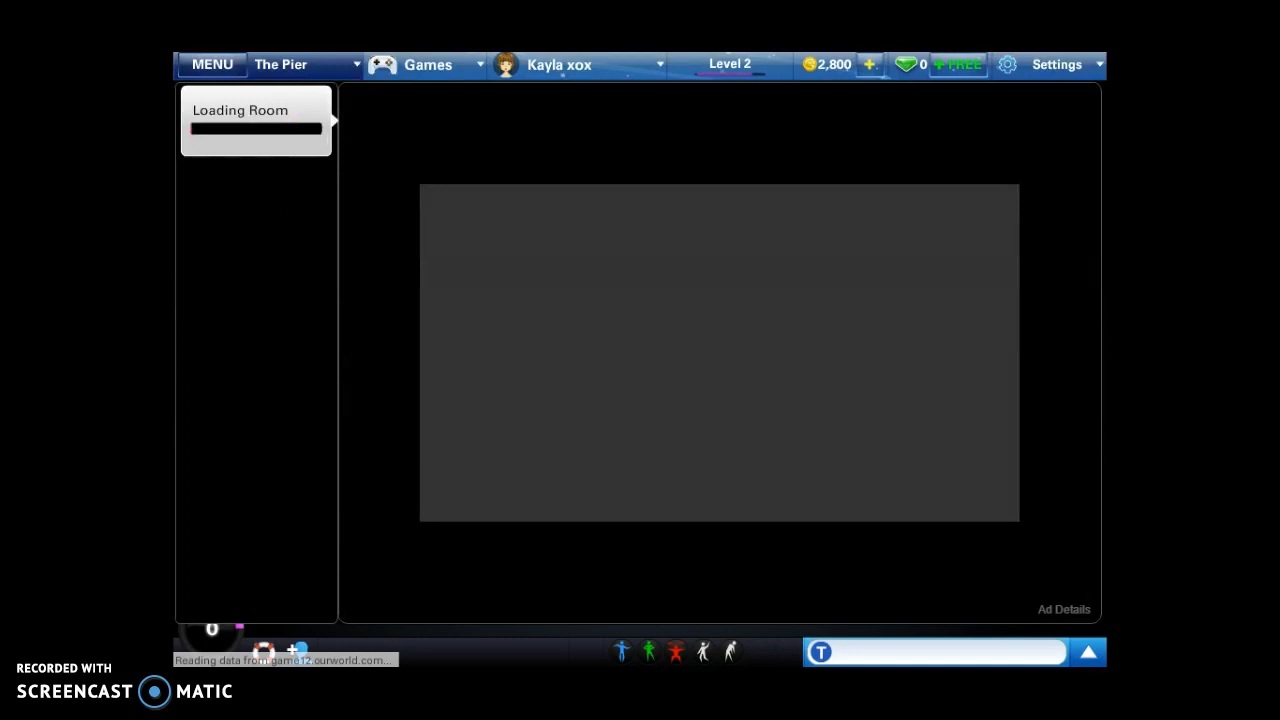 MENU The Pier Games Kayla xox Level 2 2,800 + 0 + FREE Settings
Loading Room
Ad Details
0
T
Reading data from game12.ourworld.com...
RECORDED WITH
SCREENCAST MATIC